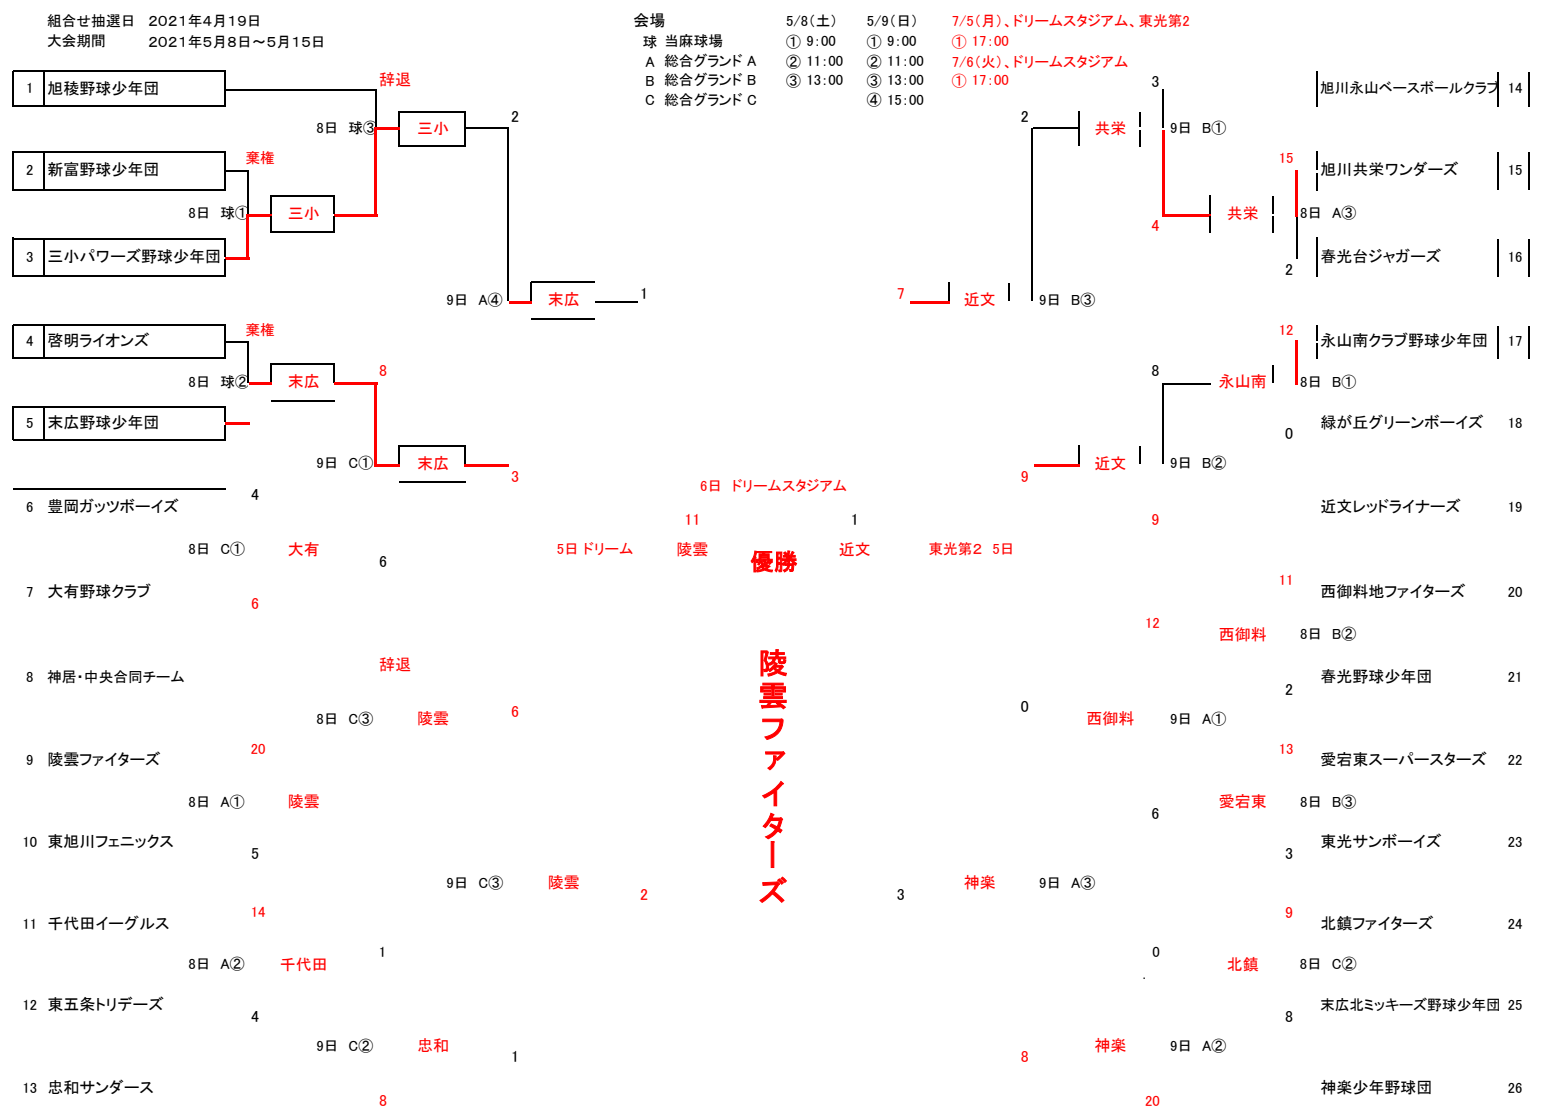 組合せ抽選日 2021年4月19日
大会期間 2021年5月8日～5月15日
会場 5/8(土) 5/9(日) 7/5(月)、ドリームスタジアム、東光第2
球 当麻球場 ① 9:00 ① 9:00 ① 17:00
A 総合グランド A ② 11:00 ② 11:00 7/6(火)、ドリームスタジアム
B 総合グランド B ③ 13:00 ③ 13:00 ① 17:00
C 総合グランド C ④ 15:00
1 旭稜野球少年団 辞退 3 旭川永山ベースボールクラブ 14
8日 球③ 三小 2 2 共栄 9日 B①
2 新富野球少年団 棄権 15 旭川共栄ワンダーズ 15
8日 球① 三小 4 共栄 8日 A③
3 三小パワーズ野球少年団 2 春光台ジャガーズ 16
9日 A④ 末広 1 7 近文 9日 B③
4 啓明ライオンズ 棄権 12 永山南クラブ野球少年団 17
8日 球② 末広 8 8 永山南 8日 B①
5 末広野球少年団 0 緑が丘グリーンボーイズ 18
9日 C① 末広 3 9 近文 9日 B②
6日 ドリームスタジアム
6 豊岡ガッツボーイズ 4 11 1 9 近文レッドライナーズ 19
8日 C① 大有 6 5日 ドリーム 陵雲 優勝 近文 東光第2 5日
7 大有野球クラブ 6 11 西御料地ファイターズ 20
12 西御料 8日 B②
8 神居・中央合同チーム 辞退 2 春光野球少年団 21
8日 C③ 陵雲 6 0 西御料 9日 A①
9 陵雲ファイターズ 20 13 愛宕東スーパースターズ 22
8日 A① 陵雲 6 愛宕東 8日 B③
陵雲ファイターズ
10 東旭川フェニックス 5 3 東光サンボーイズ 23
9日 C③ 陵雲 2 3 神楽 9日 A③
11 千代田イーグルス 14 9 北鎮ファイターズ 24
8日 A② 千代田 1 0 北鎮 8日 C②
12 東五条トリデーズ 4 8 末広北ミッキーズ野球少年団 25
9日 C② 忠和 1 8 神楽 9日 A②
13 忠和サンダース 8 20 神楽少年野球団 26